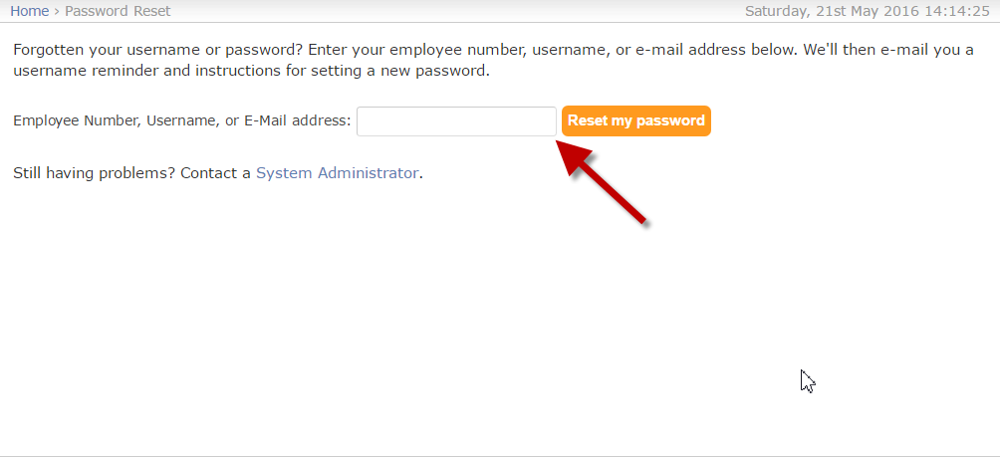 Home › Password Reset Saturday, 21st May 2016 14:14:25
Forgotten your username or password? Enter your employee number, username, or e-mail address below. We'll then e-mail you a
username reminder and instructions for setting a new password.
Employee Number, Username, or E-Mail address: Reset my password
Still having problems? Contact a System Administrator.